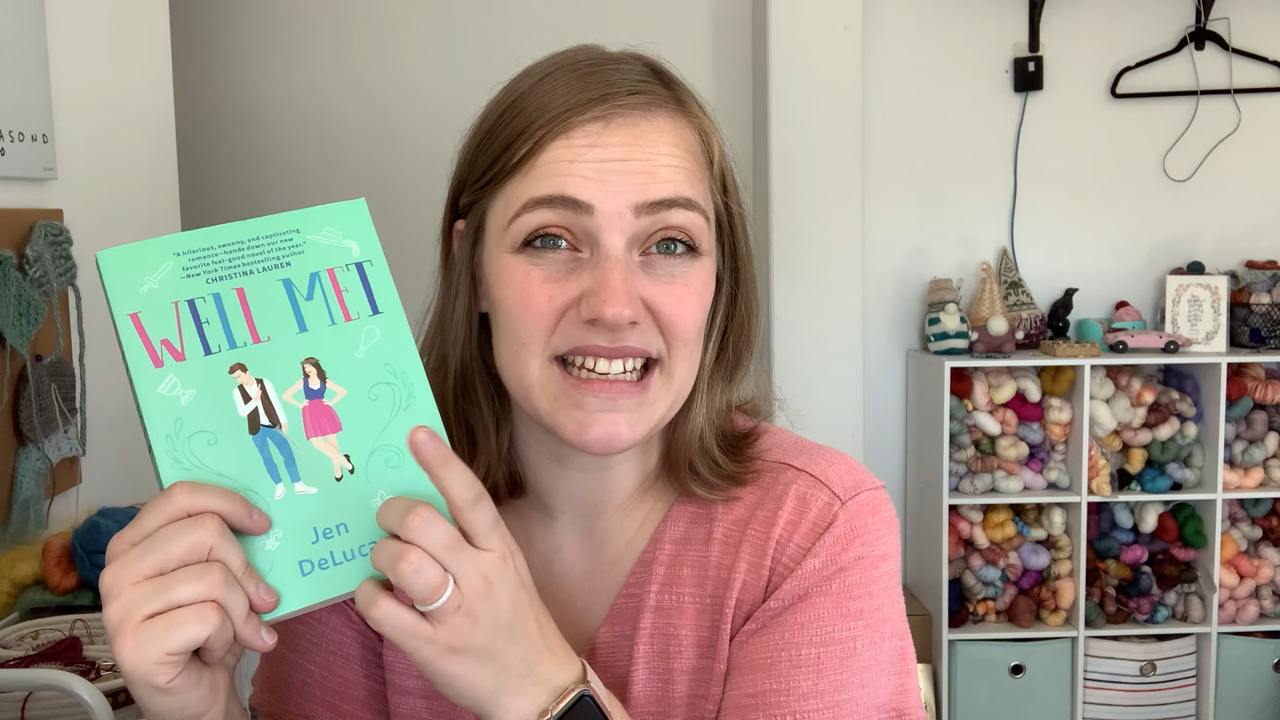 ASOND
"A hilarious, swoony, and captivating
romance—hands down our new
favorite feel-good novel of the year."
—New York Times bestselling author
CHRISTINA LAUREN
WELL MET
Jen
DeLuca